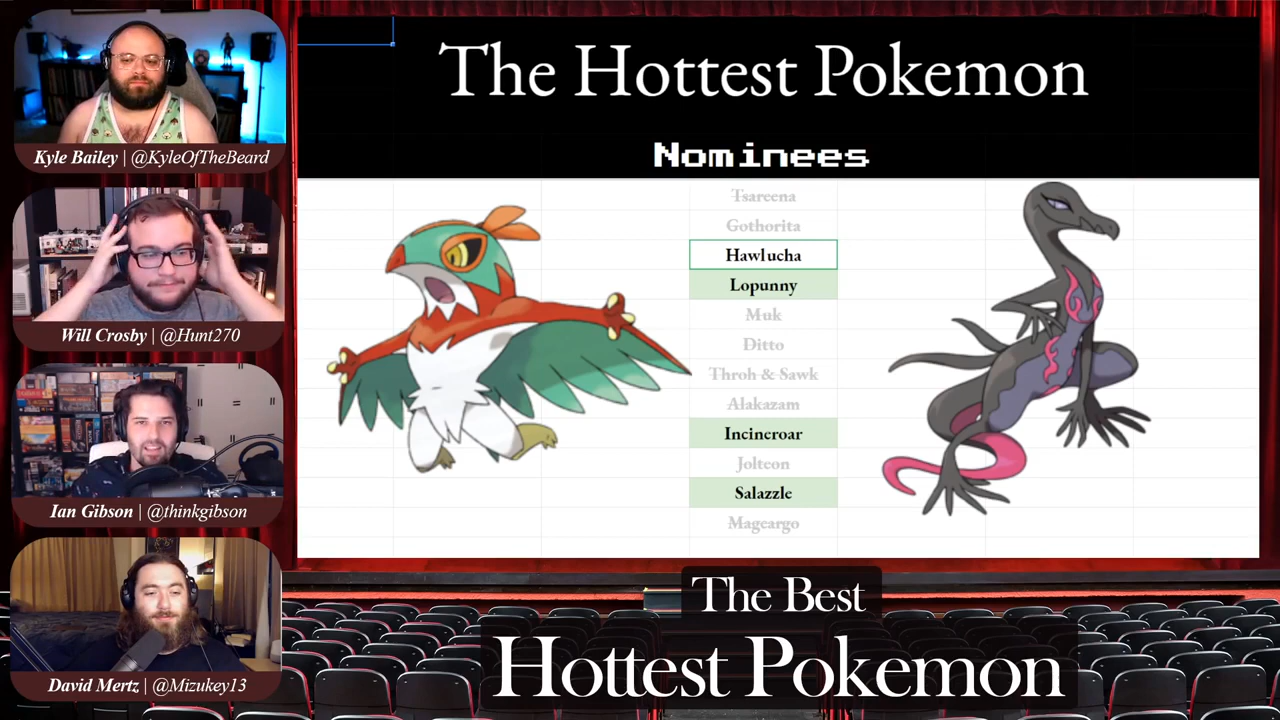 The Hottest Pokemon
Nominees
Tsareena
Gothorita
Hawlucha
Lopunny
Muk
Ditto
Throh & Sawk
Alakazam
Incineroar
Jolteon
Salazzle
Magcargo
Kyle Bailey | @KyleOfTheBeard
Will Crosby | @Hunt270
Ian Gibson | @thinkgibson
David Mertz | @Mizukey13
The Best
Hottest Pokemon